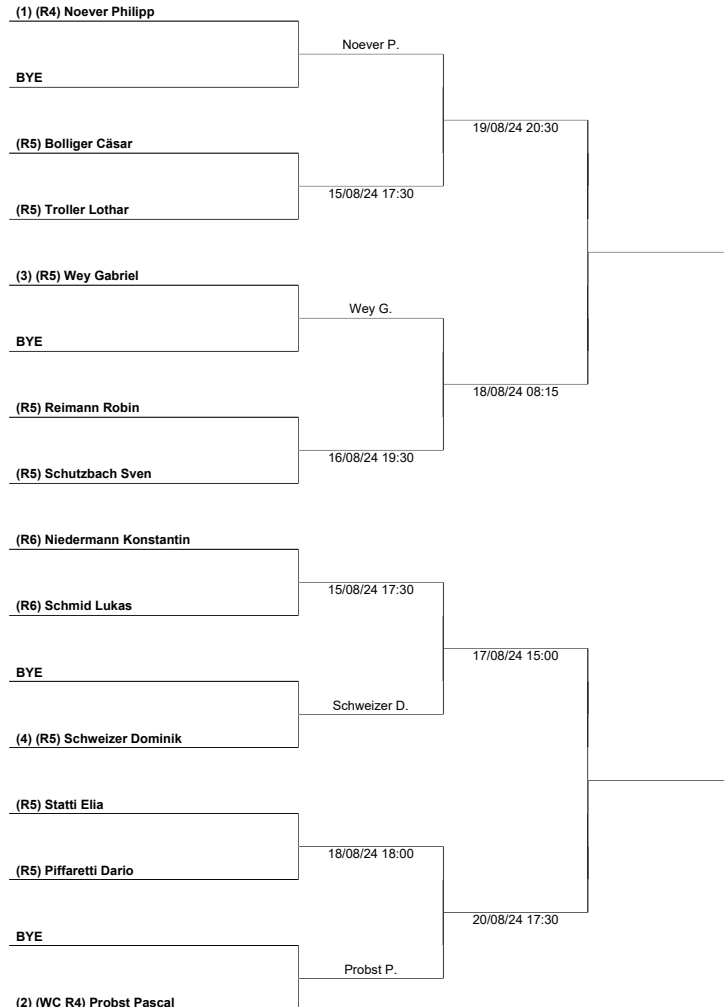 (1) (R4) Noever Philipp
Noever P.
BYE
19/08/24 20:30
(R5) Bolliger Cäsar
15/08/24 17:30
(R5) Troller Lothar
(3) (R5) Wey Gabriel
Wey G.
BYE
18/08/24 08:15
(R5) Reimann Robin
16/08/24 19:30
(R5) Schutzbach Sven
(R6) Niedermann Konstantin
15/08/24 17:30
(R6) Schmid Lukas
17/08/24 15:00
BYE
Schweizer D.
(4) (R5) Schweizer Dominik
(R5) Statti Elia
18/08/24 18:00
(R5) Piffaretti Dario
20/08/24 17:30
BYE
Probst P.
(2) (WC R4) Probst Pascal